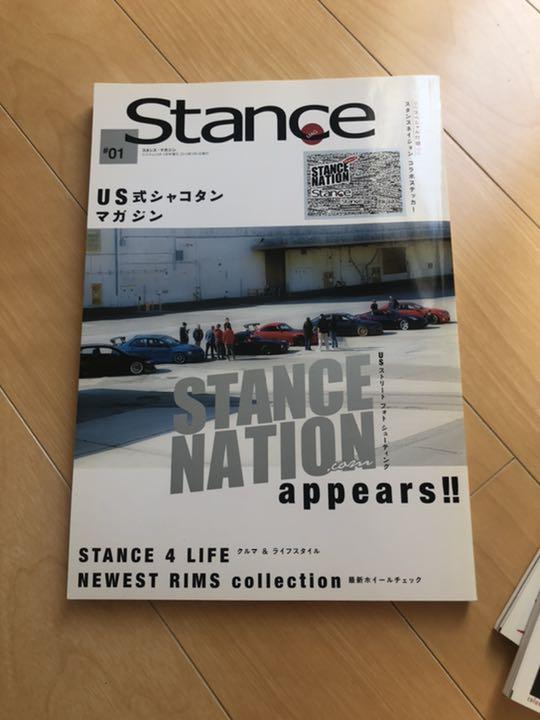 Stance
MAG
#01
スタンス・マガジン
スタンスネイション コラボステッカー
STANCE
NATION
Stance
US式シャコタン
マガジン
USストリート フォト シューティング
STANCE
NATION
.com
appears!!
STANCE 4 LIFE クルマ & ライフスタイル
NEWEST RIMS collection 最新ホイールチェック